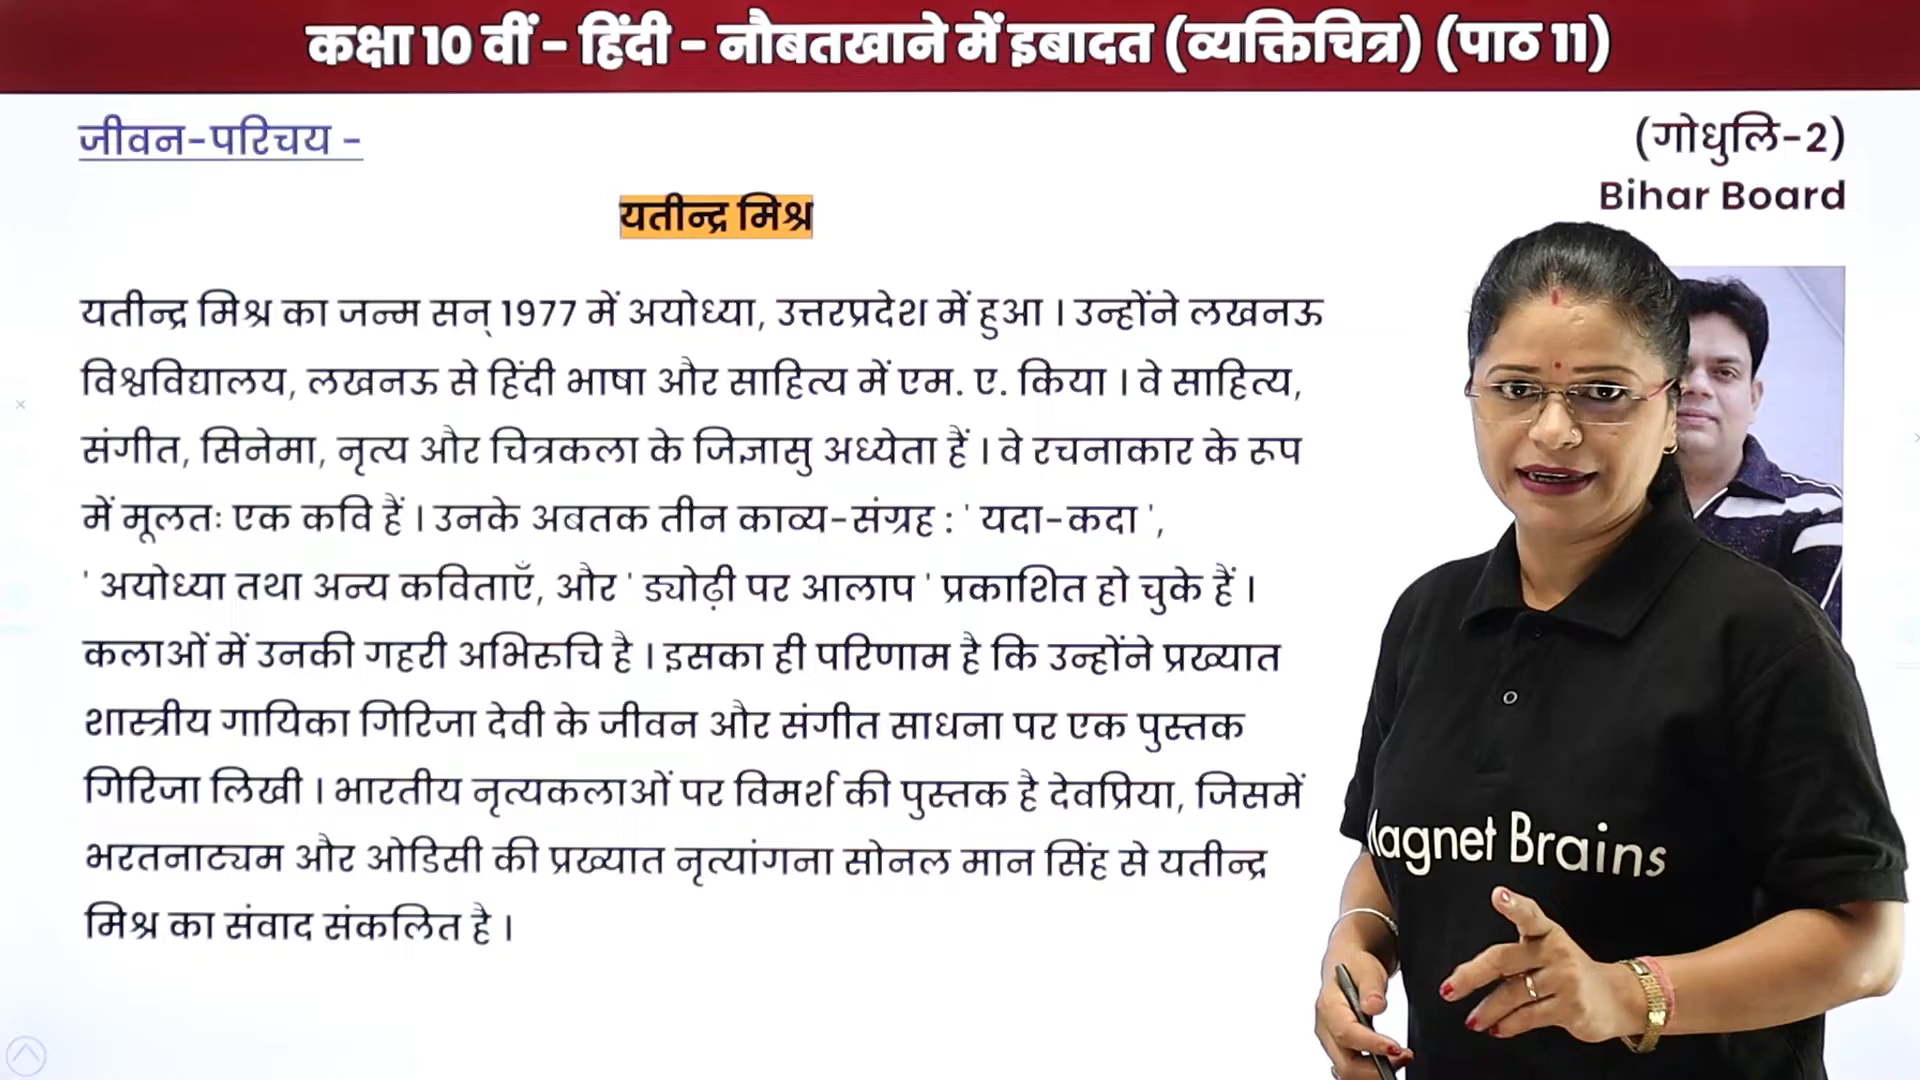 कक्षा 10 वीं - हिंदी - नौबतखाने में इबादत (व्यक्तिचित्र) (पाठ 11)
जीवन-परिचय -
(गोधुलि-2)
Bihar Board
यतीन्द्र मिश्र
यतीन्द्र मिश्र का जन्म सन् 1977 में अयोध्या, उत्तरप्रदेश में हुआ । उन्होंने लखनऊ
विश्वविद्यालय, लखनऊ से हिंदी भाषा और साहित्य में एम. ए. किया । वे साहित्य,
संगीत, सिनेमा, नृत्य और चित्रकला के जिज्ञासु अध्येता हैं । वे रचनाकार के रूप
में मूलतः एक कवि हैं । उनके अबतक तीन काव्य-संग्रह : ' यदा-कदा ',
' अयोध्या तथा अन्य कविताएँ, और ' ड्योढ़ी पर आलाप ' प्रकाशित हो चुके हैं ।
कलाओं में उनकी गहरी अभिरुचि है । इसका ही परिणाम है कि उन्होंने प्रख्यात
शास्त्रीय गायिका गिरिजा देवी के जीवन और संगीत साधना पर एक पुस्तक
गिरिजा लिखी । भारतीय नृत्यकलाओं पर विमर्श की पुस्तक है देवप्रिया, जिसमें
भरतनाट्यम और ओडिसी की प्रख्यात नृत्यांगना सोनल मान सिंह से यतीन्द्र
मिश्र का संवाद संकलित है ।
Magnet Brains